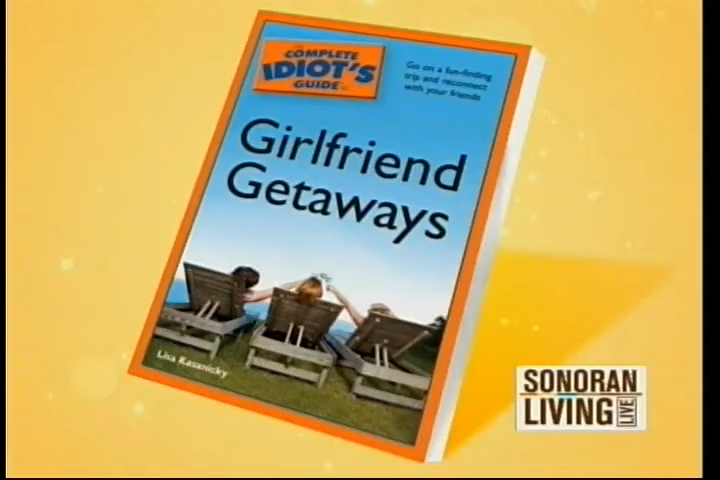 COMPLETE
IDIOT'S
GUIDE
Go on a fun-finding
trip and reconnect
with your friends
Girlfriend
Getaways
Lisa Kasanicky
SONORAN
LIVING LIVE